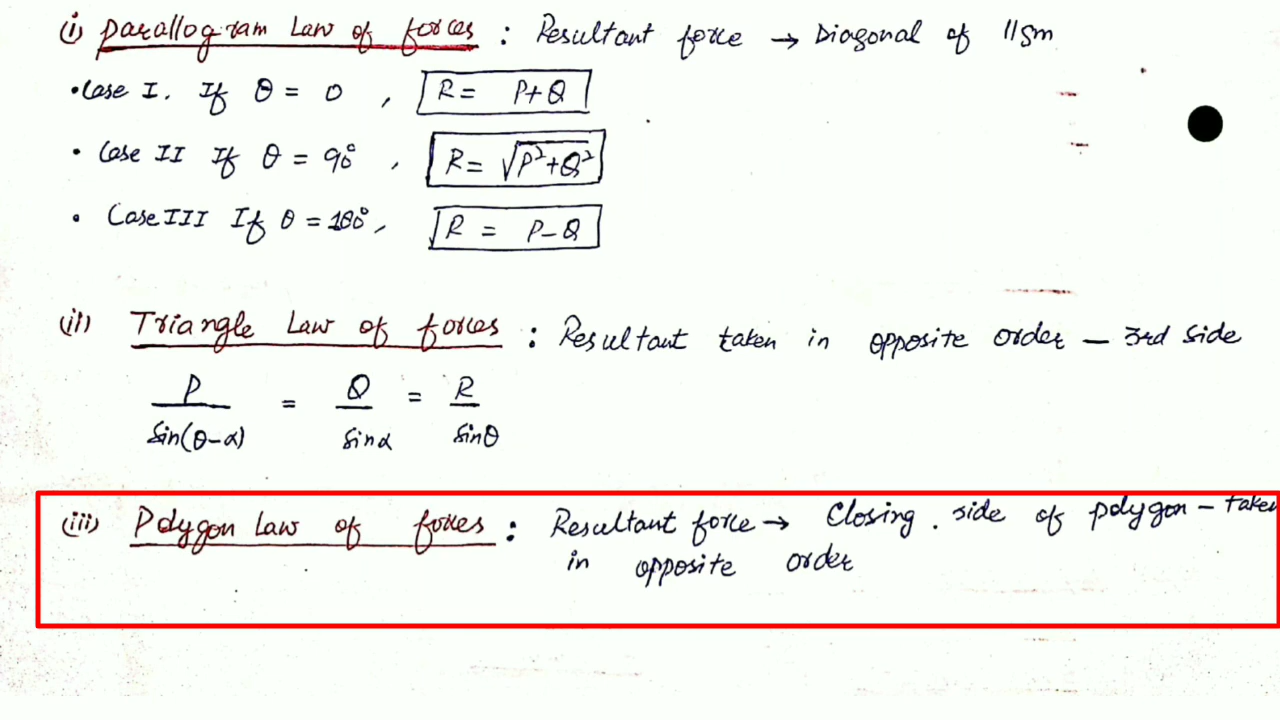 (i) parallogram Law of forces : Resultant force → Diagonal of ||gm
• Case I. If θ = 0 , R = P+Q
• Case II If θ = 90° , R = √P²+Q²
• Case III If θ = 180°, R = P-Q
(ii) Triangle Law of forces : Resultant taken in opposite order – 3rd side
P/sin(θ-α) = Q/sinα = R/sinθ
(iii) Polygon Law of forces : Resultant force → Closing side of polygon – taken
in opposite order